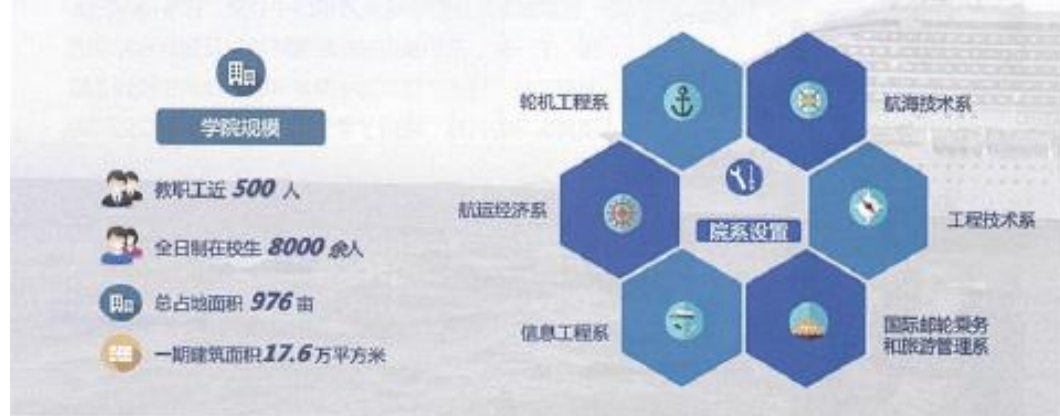 学院规模
教职工近 500 人
全日制在校生 8000 余人
总占地面积 976 亩
一期建筑面积17.6万平方米
轮机工程系
航海技术系
航运经济系
院系设置
工程技术系
信息工程系
国际邮轮乘务
和旅游管理系